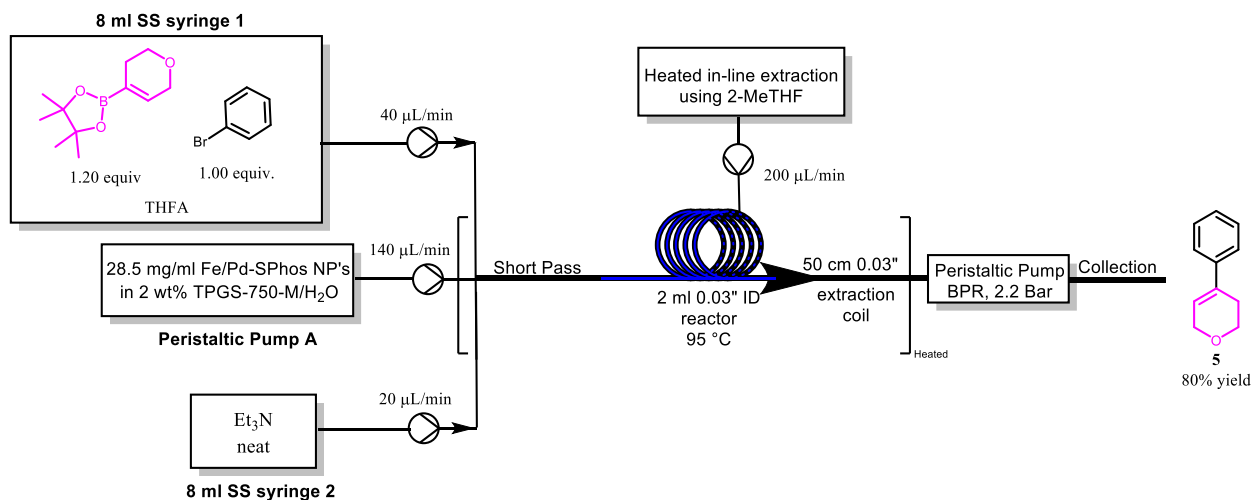 8 ml SS syringe 1
O
B
O
O
Br
1.20 equiv
1.00 equiv.
THFA
40 μL/min
28.5 mg/ml Fe/Pd-SPhos NP's
in 2 wt% TPGS-750-M/H₂O
Peristaltic Pump A
140 μL/min
Et₃N
neat
8 ml SS syringe 2
20 μL/min
Short Pass
Heated in-line extraction
using 2-MeTHF
200 μL/min
2 ml 0.03" ID
reactor
95 °C
50 cm 0.03"
extraction
coil
Heated
Peristaltic Pump
BPR, 2.2 Bar
Collection
O
5
80% yield